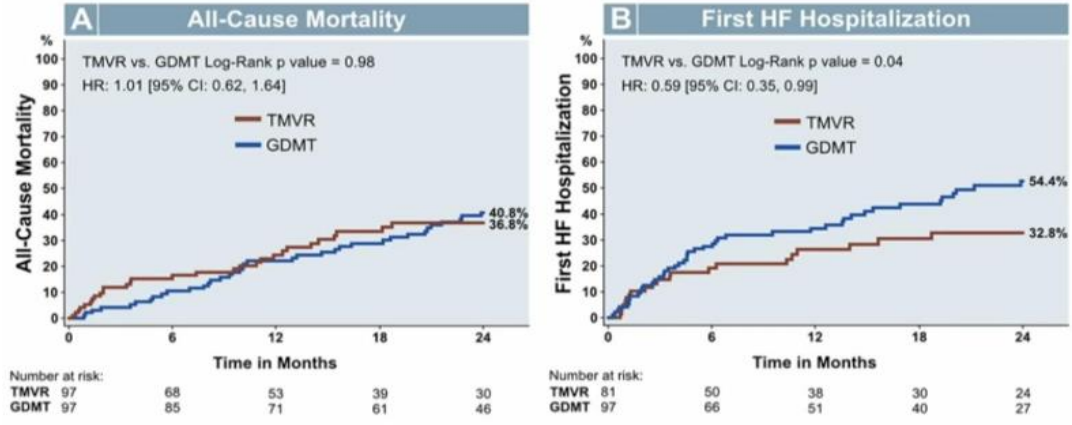 A All-Cause Mortality
%
TMVR vs. GDMT Log-Rank p value = 0.98
HR: 1.01 [95% CI: 0.62, 1.64]
TMVR
GDMT
All-Cause Mortality
100
90
80
70
60
50
40
30
20
10
0
40.8%
36.8%
0 6 12 18 24
Time in Months
Number at risk:
TMVR 97 68 53 39 30
GDMT 97 85 71 61 46
B First HF Hospitalization
%
TMVR vs. GDMT Log-Rank p value = 0.04
HR: 0.59 [95% CI: 0.35, 0.99]
TMVR
GDMT
First HF Hospitalization
100
90
80
70
60
50
40
30
20
10
0
54.4%
32.8%
0 6 12 18 24
Time in Months
Number at risk:
TMVR 81 50 38 30 24
GDMT 97 66 51 40 27